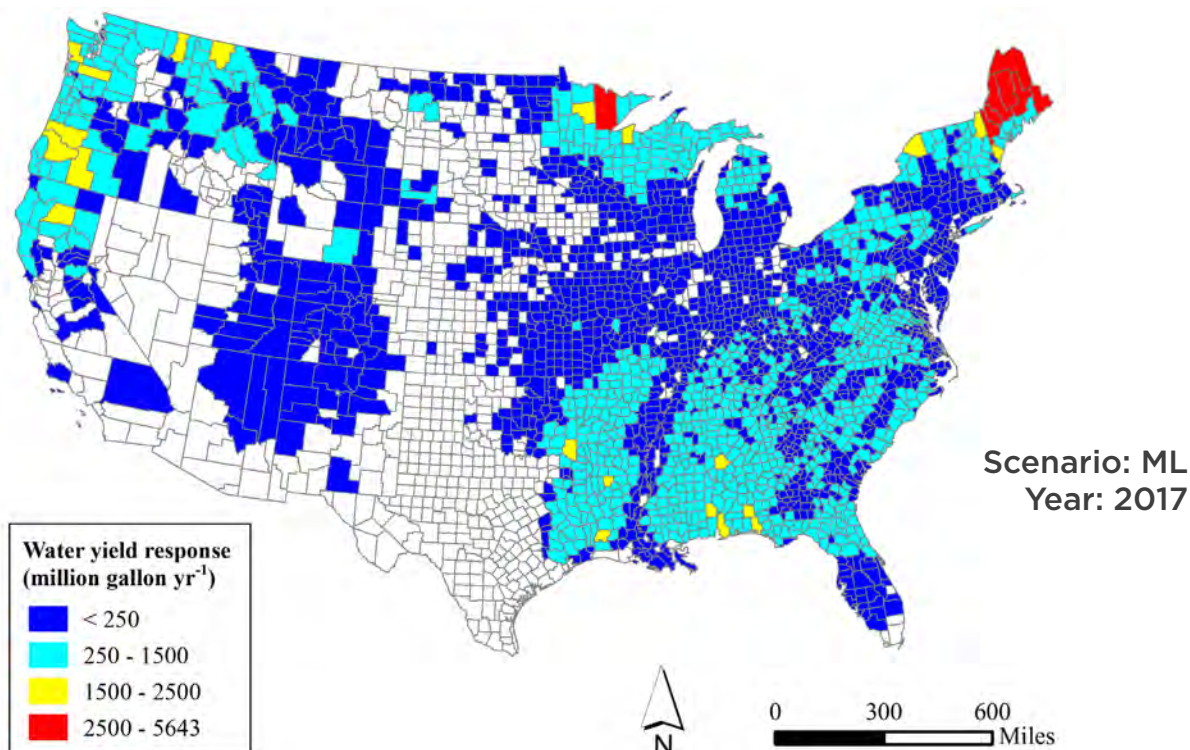 Scenario: ML
Year: 2017
Water yield response
(million gallon yr⁻¹)
< 250
250 - 1500
1500 - 2500
2500 - 5643
N
0 300 600
Miles